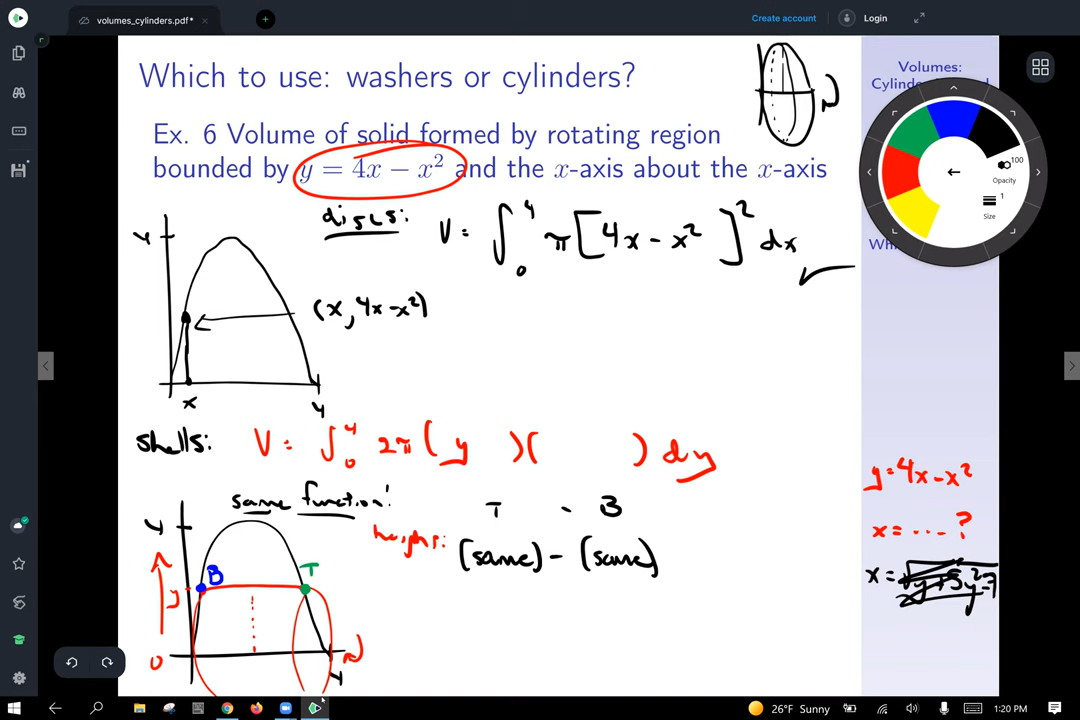 volumes_cylinders.pdf*
Create account
Login
Which to use: washers or cylinders?
Volumes:
Ex. 6 Volume of solid formed by rotating region
bounded by y = 4x − x² and the x-axis about the x-axis
100
Opacity
1
Size
discs:
V = ∫₀⁴ π[4x − x²]² dx
4
(x, 4x − x²)
x
4
shells: V = ∫₀⁴ 2π( y )( ) dy
y = 4x − x²
same function!
T - B
x = .... ?
4
height: (same) − (same)
B
T
y
0
4
26°F Sunny
1:20 PM